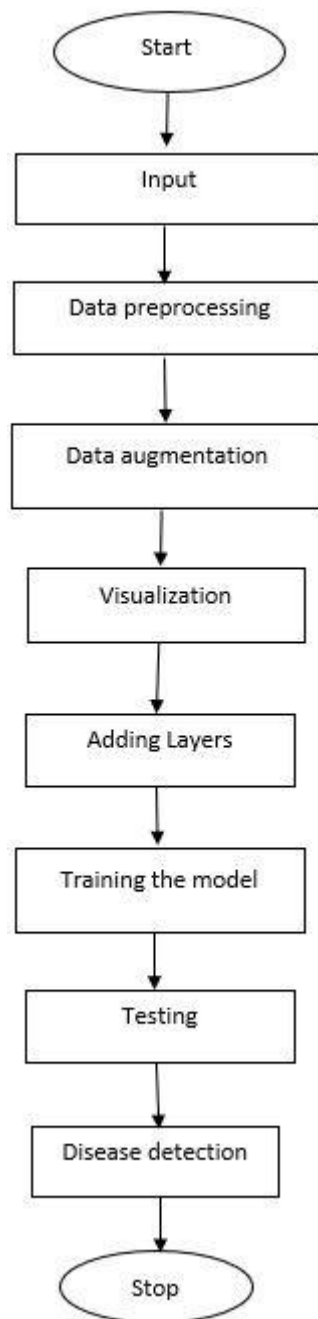 Start
Input
Data preprocessing
Data augmentation
Visualization
Adding Layers
Training the model
Testing
Disease detection
Stop